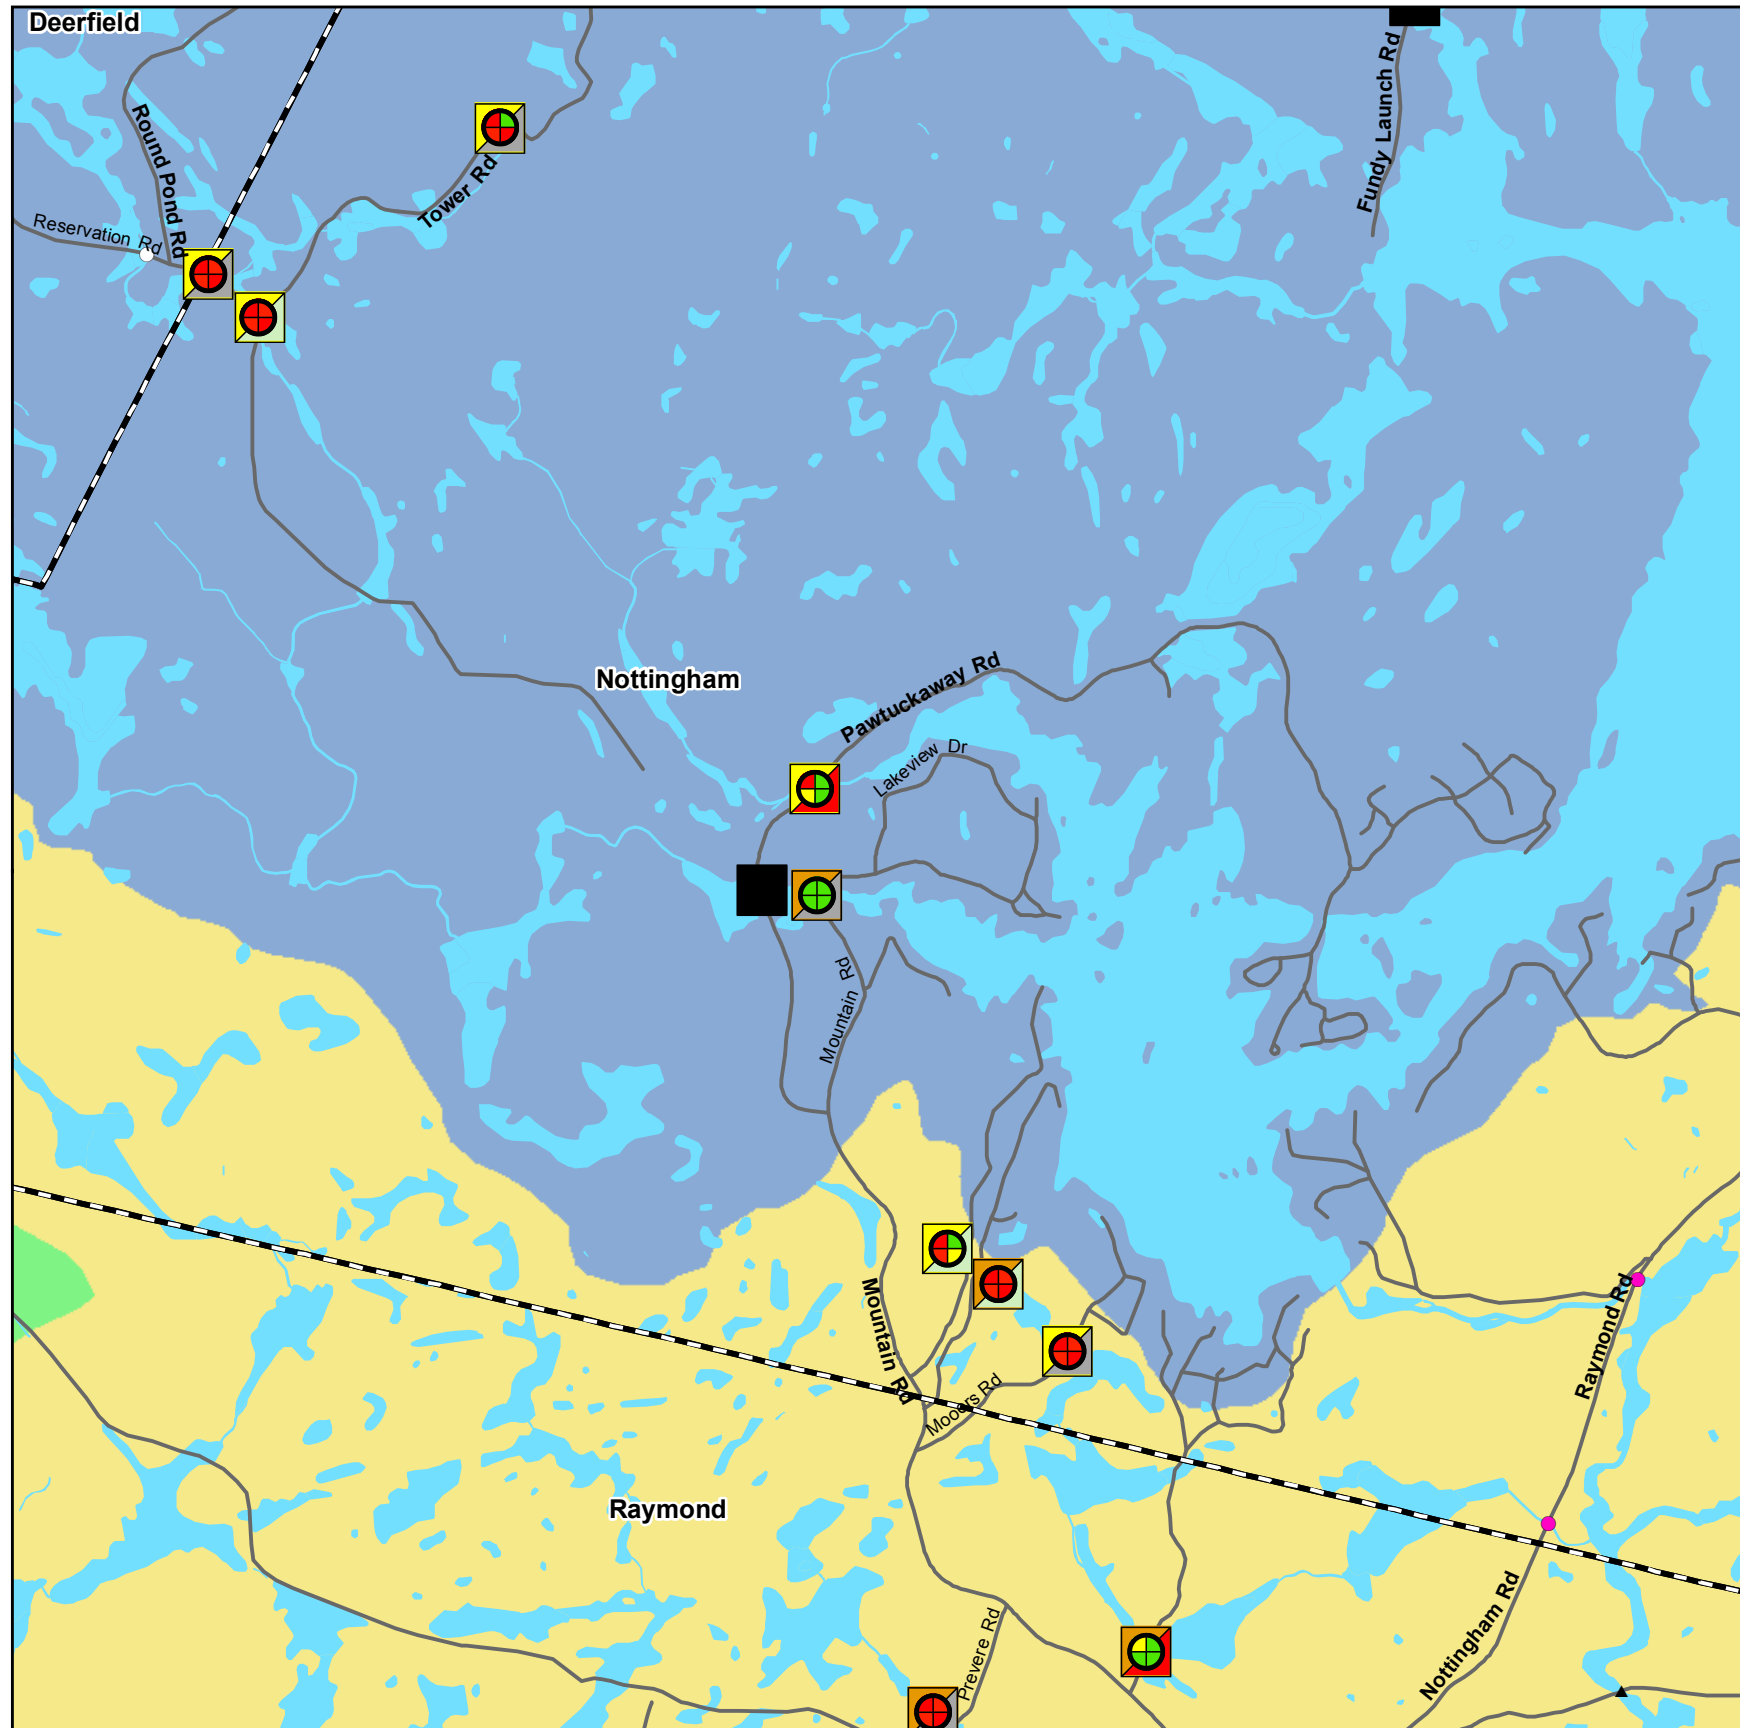 Deerfield
Fundy Launch Rd
Round Pond Rd
Tower Rd
Reservation Rd
Nottingham
Pawtuckaway Rd
Lakeview Dr
Mountain Rd
Mountain Rd
Raymond Rd
Mooers Rd
Raymond
Nottingham Rd
Prevere Rd